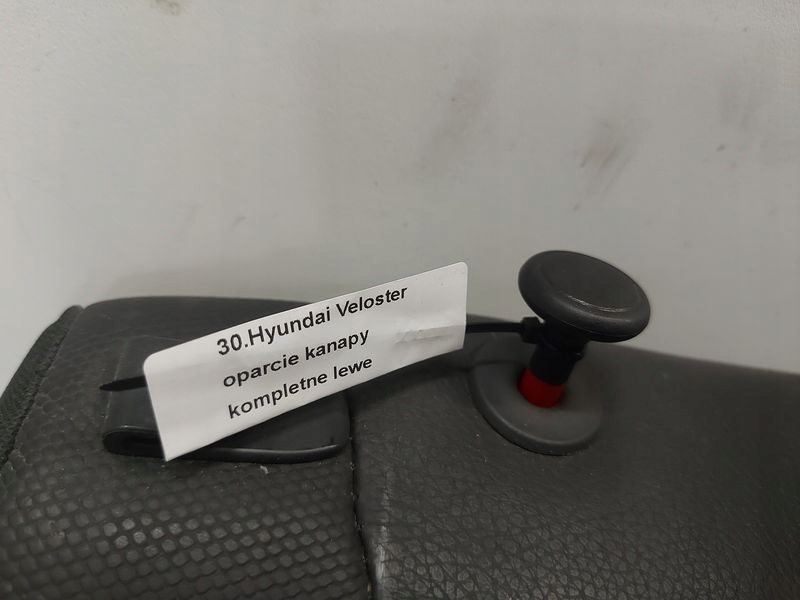 30.Hyundai Veloster
oparcie kanapy
kompletne lewe